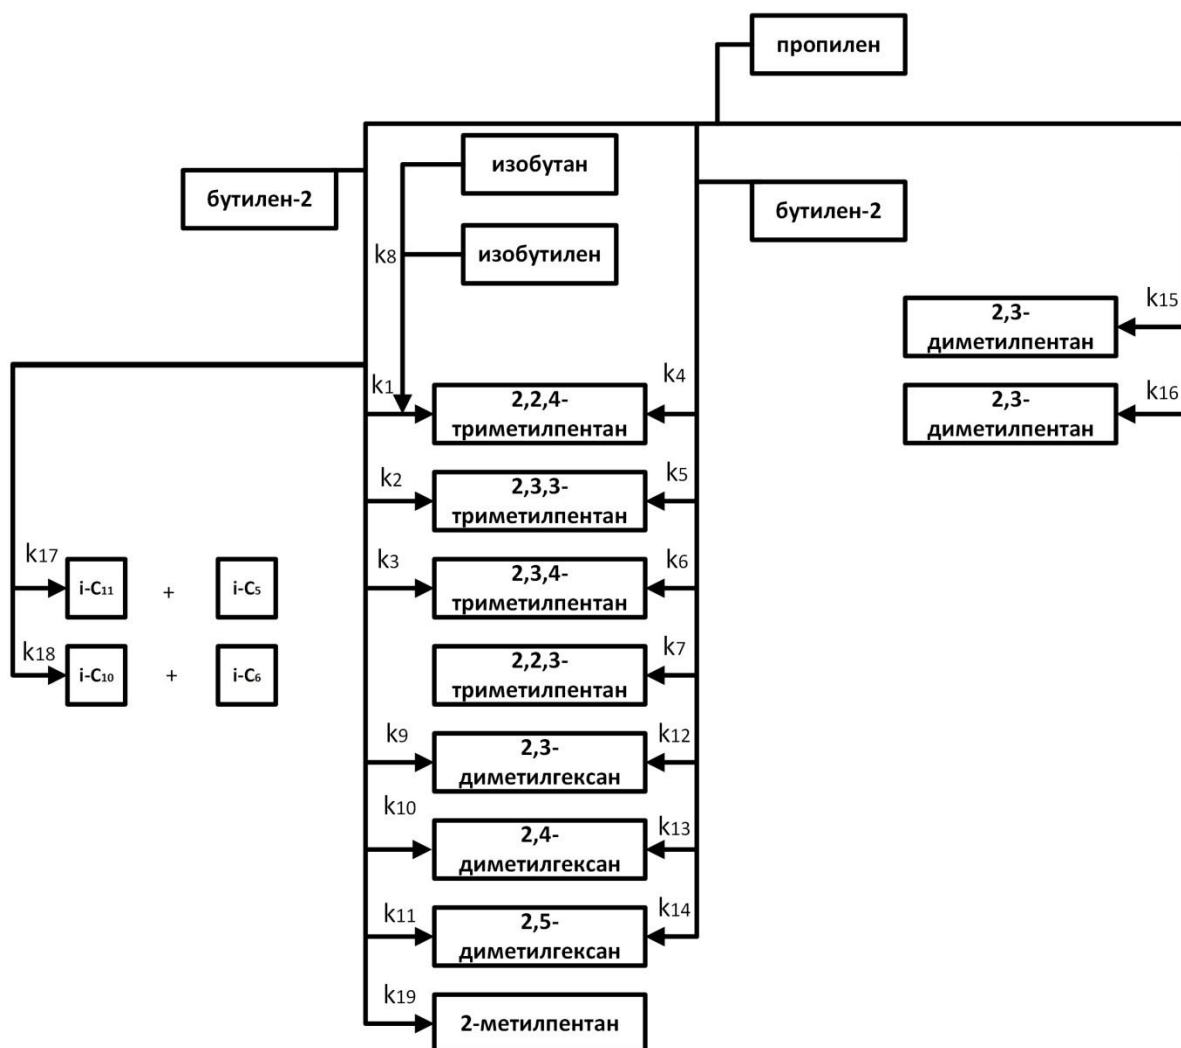 пропилен
изобутан
бутилен-2
бутилен-2
k8
изобутилен
k15
2,3-
диметилпентан
k1
2,2,4-
триметилпентан
k4
k16
2,3-
диметилпентан
k2
2,3,3-
триметилпентан
k5
k17
i-C11
+
i-C5
k3
2,3,4-
триметилпентан
k6
k18
i-C10
+
i-C6
2,2,3-
триметилпентан
k7
k9
2,3-
диметилгексан
k12
k10
2,4-
диметилгексан
k13
k11
2,5-
диметилгексан
k14
k19
2-метилпентан